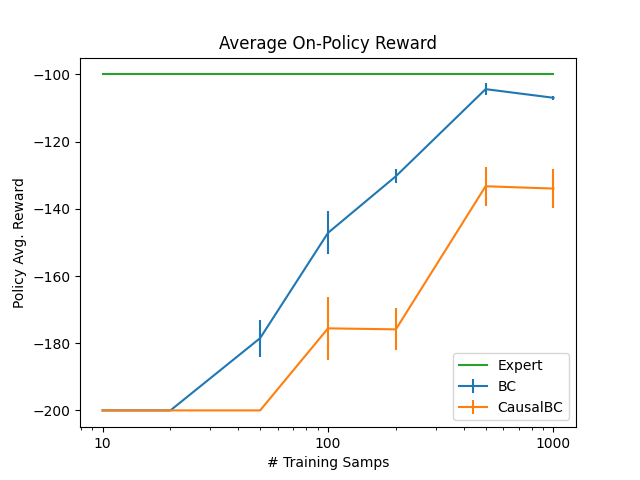 Average On-Policy Reward
Policy Avg. Reward
−100
−120
−140
−160
−180
−200
10
100
1000
# Training Samps
Expert
BC
CausalBC